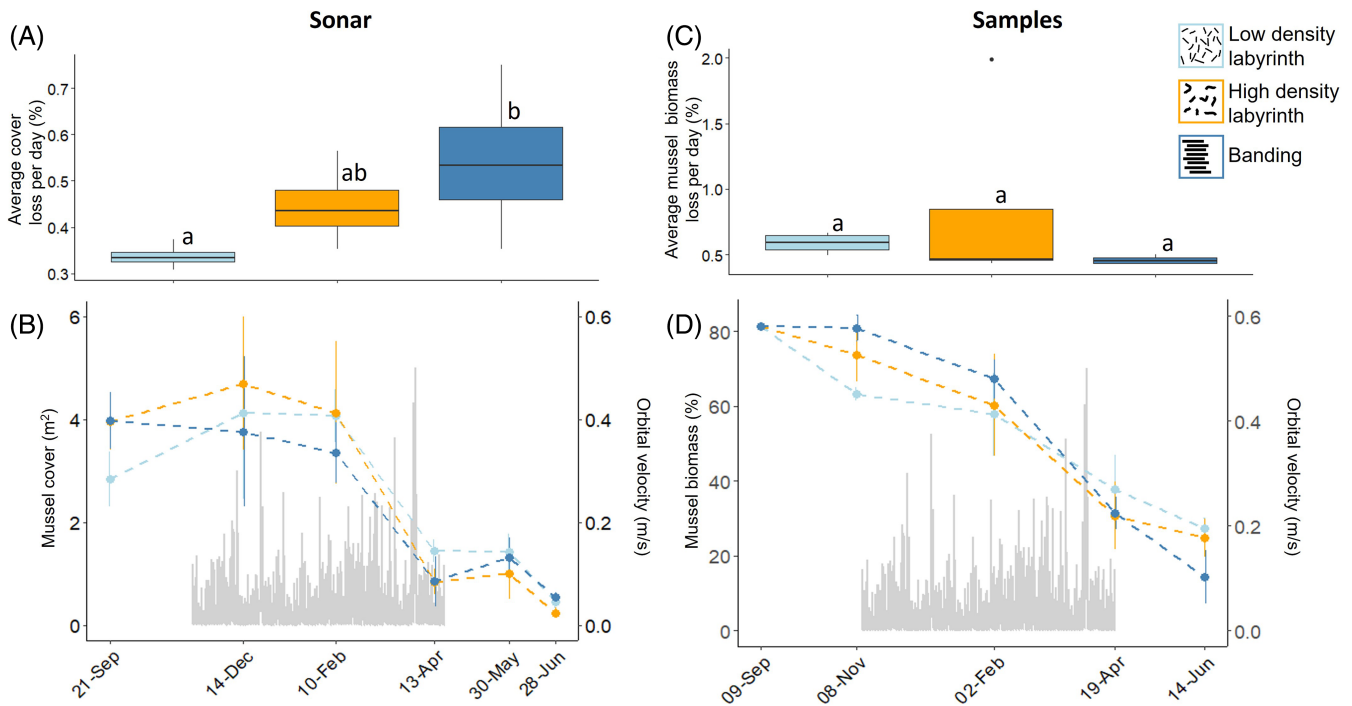 Sonar
Samples
(A)
Average cover
loss per day (%)
0.7
0.6
0.5
0.4
0.3
a
ab
b
(C)
Average mussel biomass
loss per day (%)
2.0
1.5
1.0
0.5
a
a
a
Low density
labyrinth
High density
labyrinth
Banding
(B)
Mussel cover (m²)
6
4
2
0
0.6
0.4
0.2
0.0
Orbital velocity (m/s)
21-Sep
14-Dec
10-Feb
13-Apr
30-May
28-Jun
(D)
Mussel biomass (%)
80
60
40
20
0
0.6
0.4
0.2
0.0
Orbital velocity (m/s)
09-Sep
08-Nov
02-Feb
19-Apr
14-Jun